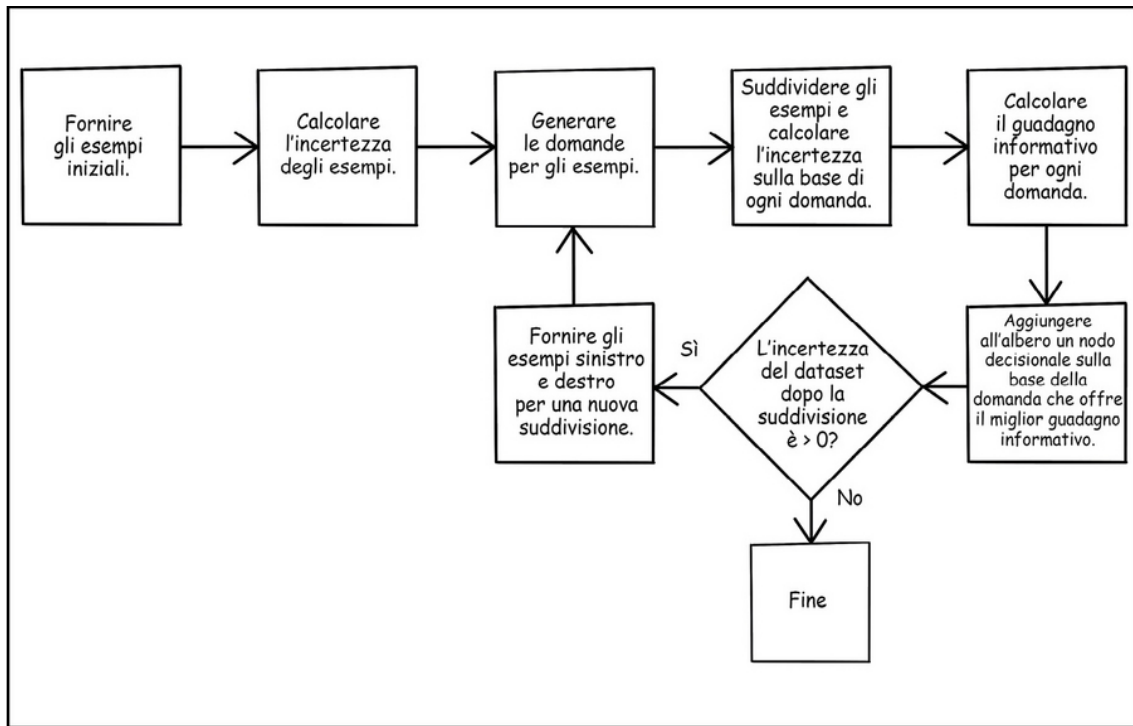 Fornire
gli esempi
iniziali.
Calcolare
l'incertezza
degli esempi.
Generare
le domande
per gli esempi.
Suddividere gli
esempi e
calcolare
l'incertezza
sulla base di
ogni domanda.
Calcolare
il guadagno
informativo
per ogni
domanda.
Aggiungere
all'albero un nodo
decisionale sulla
base della
domanda che offre
il miglior guadagno
informativo.
L'incertezza
del dataset
dopo la
suddivisione
è > 0?
Sì
Fornire gli
esempi sinistro
e destro
per una nuova
suddivisione.
No
Fine